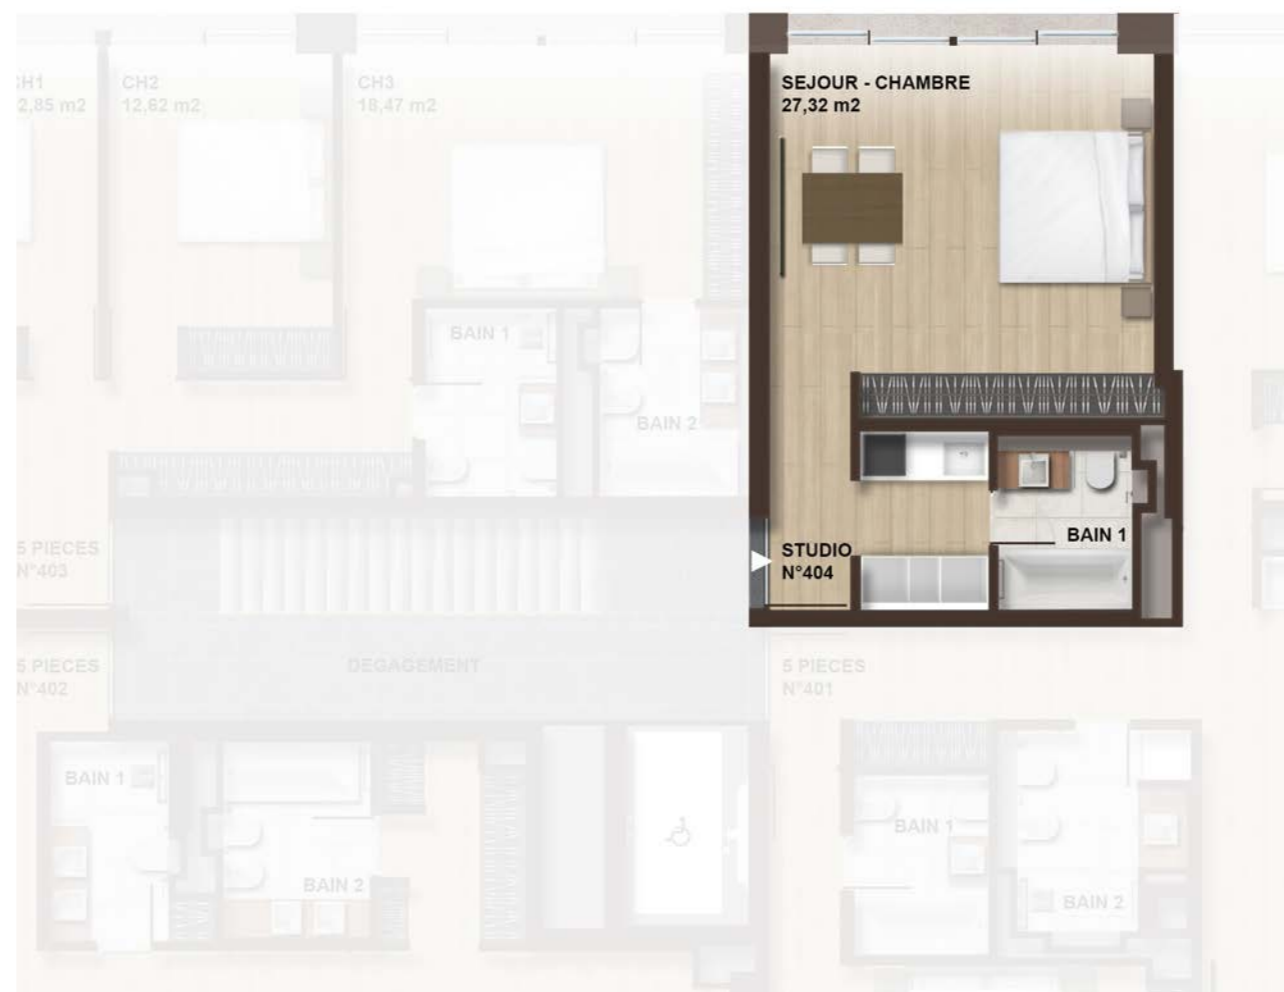 CH1
2,85 m2
CH2
12,62 m2
CH3
18,47 m2
SEJOUR - CHAMBRE
27,32 m2
BAIN 1
BAIN 2
BAIN 1
5 PIECES
N°403
STUDIO
N°404
5 PIECES
N°402
DEGAGEMENT
5 PIECES
N°401
BAIN 1
BAIN 2
BAIN 1
BAIN 2